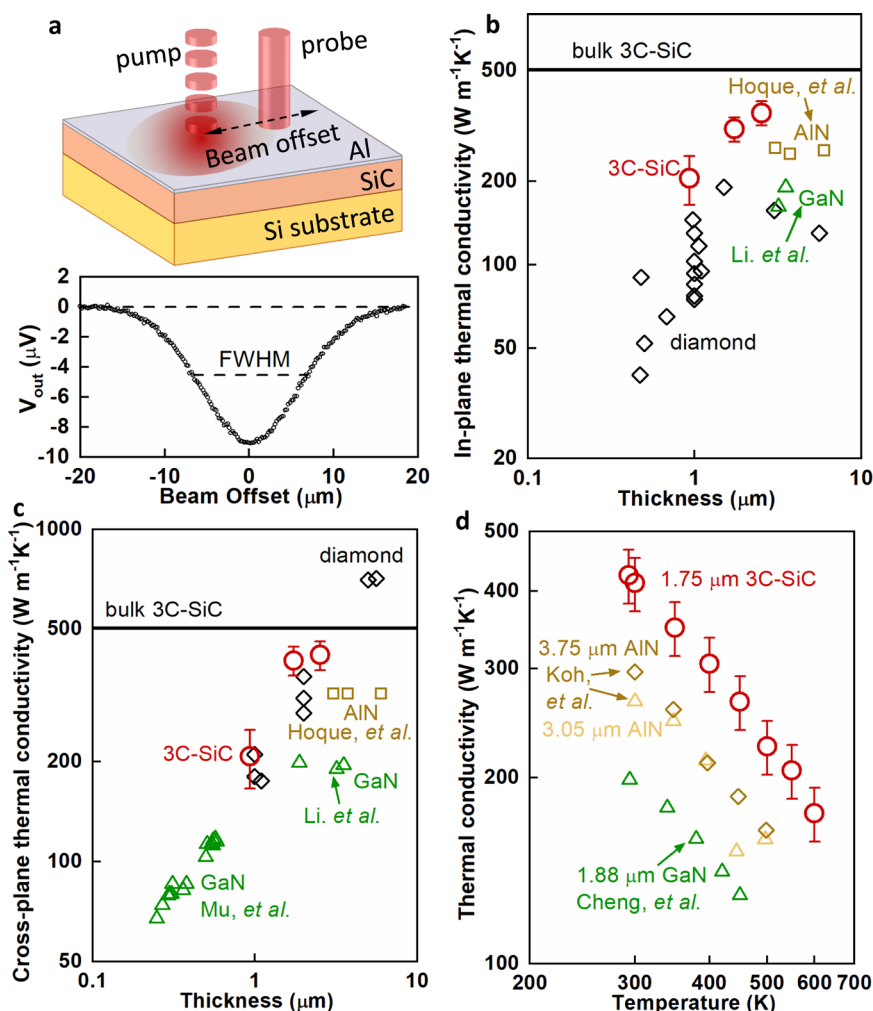 a
pump
probe
Beam offset
Al
SiC
Si substrate
2
0
-2
-4
-6
-8
-10
FWHM
-20
-10
0
10
20
V_out (μV)
Beam Offset (μm)
b
bulk 3C-SiC
500
200
100
50
20
Hoque, et al.
AlN
3C-SiC
GaN
Li. et al.
diamond
0.1
1
10
In-plane thermal conductivity (W m⁻¹K⁻¹)
Thickness (μm)
c
1000
500
200
100
50
diamond
bulk 3C-SiC
AlN
Hoque, et al.
3C-SiC
GaN
Li. et al.
GaN
Mu, et al.
0.1
1
10
Cross-plane thermal conductivity (W m⁻¹K⁻¹)
Thickness (μm)
d
500
400
300
200
100
1.75 μm 3C-SiC
3.75 μm AlN
Koh,
et al.
3.05 μm AlN
1.88 μm GaN
Cheng, et al.
200
300
400
500
600
700
Thermal conductivity (W m⁻¹K⁻¹)
Temperature (K)